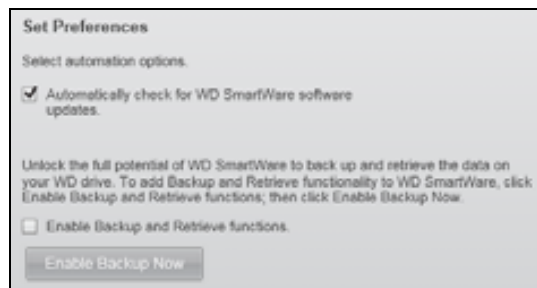 Set Preferences
Select automation options.
Automatically check for WD SmartWare software
updates.
Unlock the full potential of WD SmartWare to back up and retrieve the data on
your WD drive. To add Backup and Retrieve functionality to WD SmartWare, click
Enable Backup and Retrieve functions; then click Enable Backup Now.
Enable Backup and Retrieve functions.
Enable Backup Now